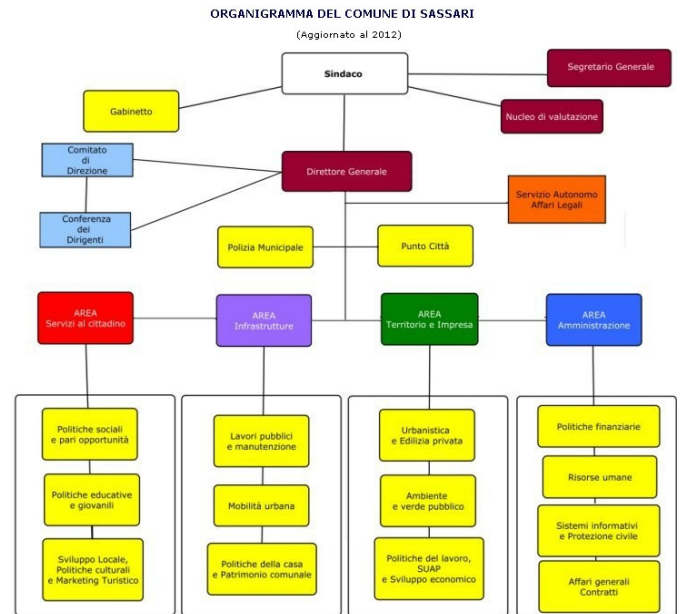 ORGANIGRAMMA DEL COMUNE DI SASSARI
(Aggiornato al 2012)
Sindaco
Segretario Generale
Gabinetto
Nucleo di valutazione
Comitato
di
Direzione
Direttore Generale
Servizio Autonomo
Affari Legali
Conferenza
dei
Dirigenti
Polizia Municipale
Punto Città
AREA
Servizi al cittadino
AREA
Infrastrutture
AREA
Territorio e Impresa
AREA
Amministrazione
Politiche sociali
e pari opportunità
Politiche educative
e giovanili
Sviluppo Locale,
Politiche culturali
e Marketing Turistico
Lavori pubblici
e manutenzione
Mobilità urbana
Politiche della casa
e Patrimonio comunale
Urbanistica
e Edilizia privata
Ambiente
e verde pubblico
Politiche del lavoro,
SUAP
e Sviluppo economico
Politiche finanziarie
Risorse umane
Sistemi informativi
e Protezione civile
Affari generali
Contratti